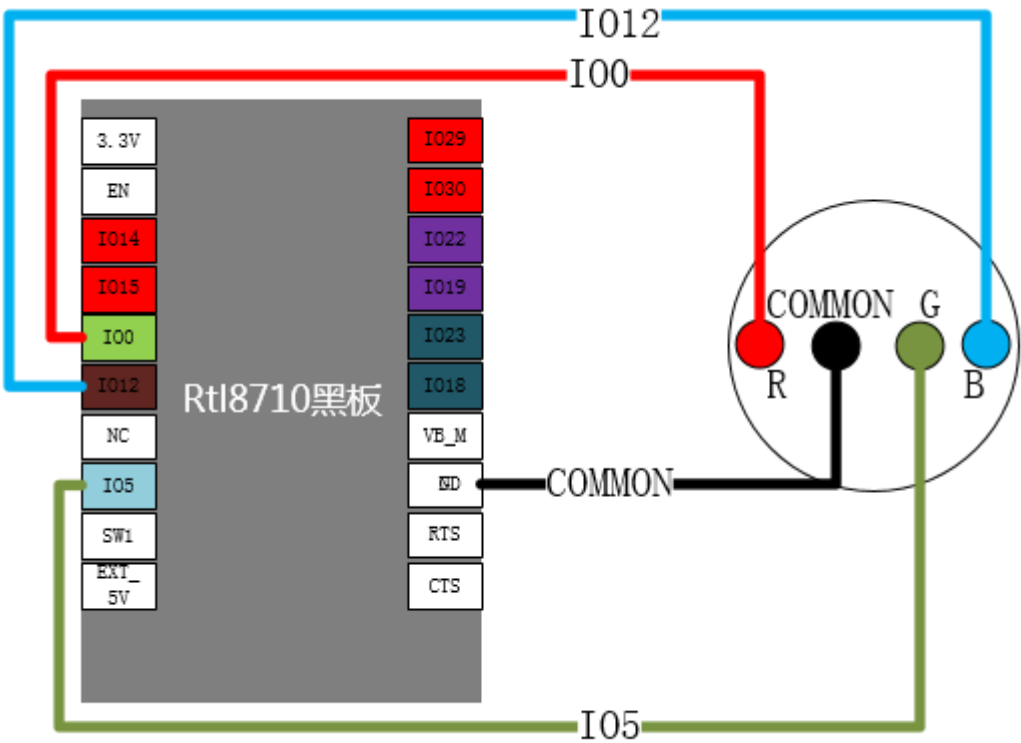 IO12
IO0
3.3V
EN
IO14
IO15
IO0
IO12
NC
IO5
SW1
EXT_
5V
Rtl8710黑板
IO29
IO30
IO22
IO19
IO23
IO18
VB_M
GND
RTS
CTS
COMMON
COMMON
G
R
B
IO5